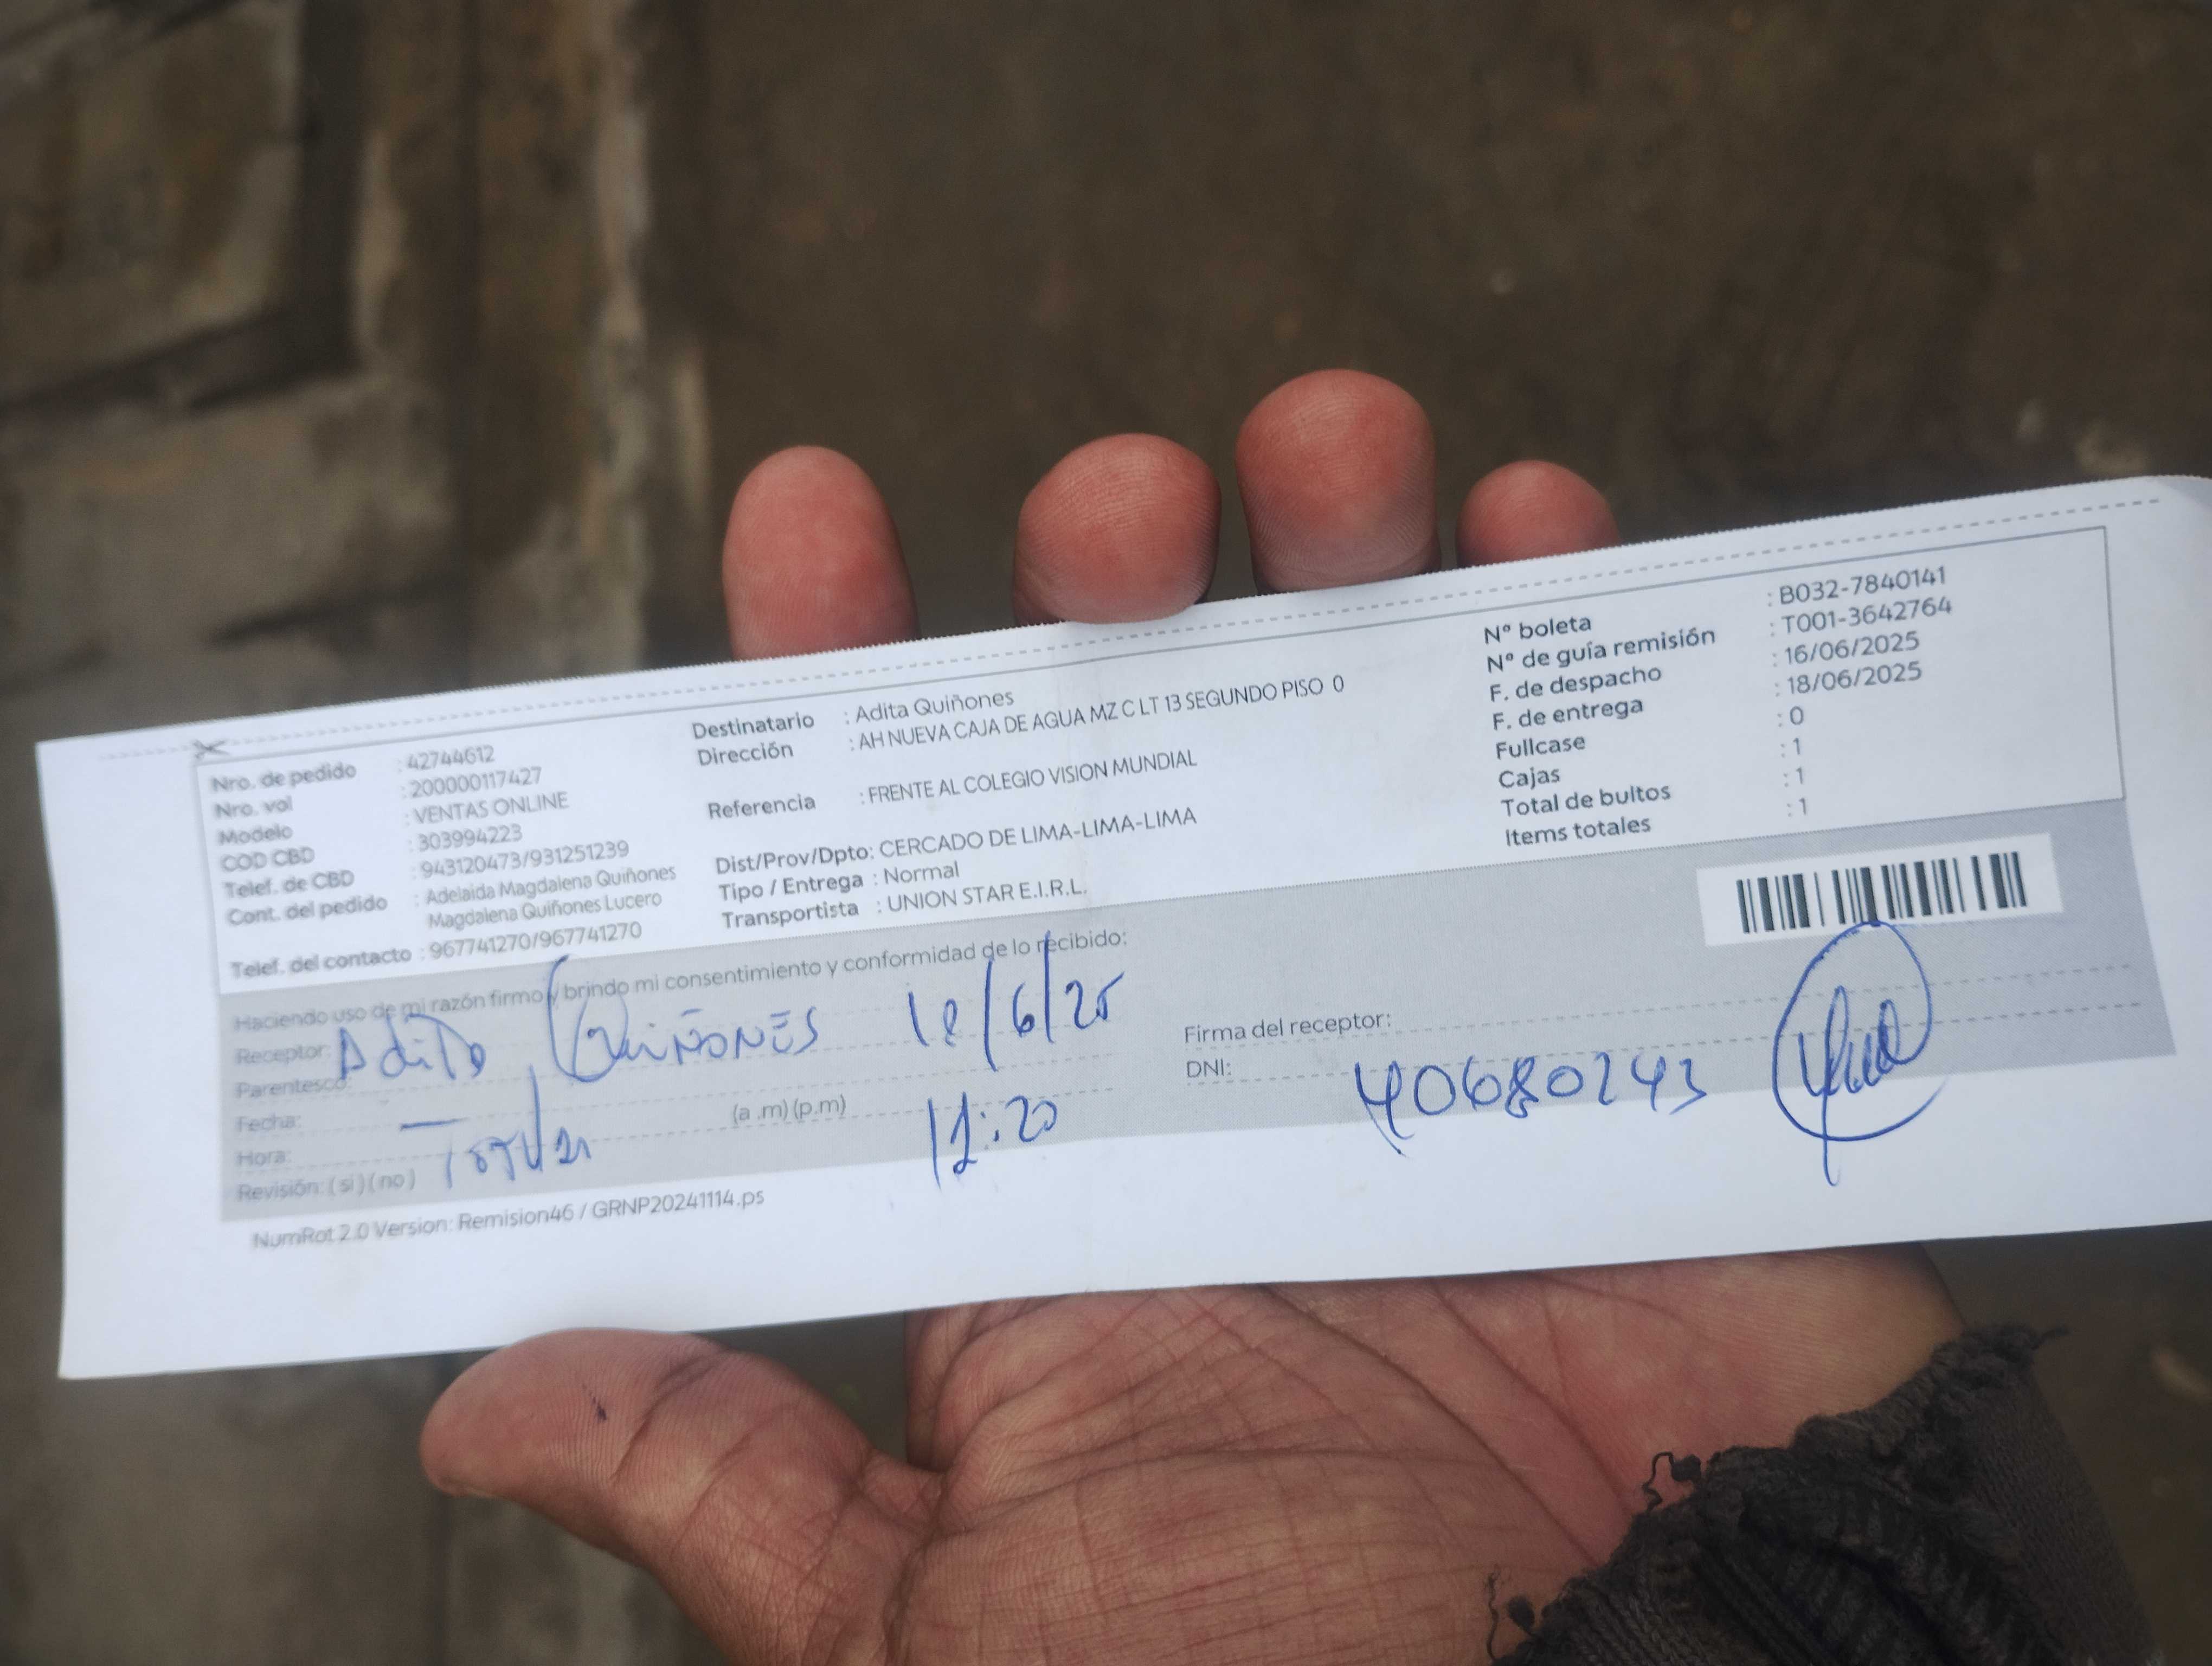 Nro. de pedido : 42744612
Nro. vol : 200000117427
Modelo : VENTAS ONLINE
COD CBD : 303994223
Telef. de CBD : 943120473/931251239
Cont. del pedido : Adelaida Magdalena Quiñones
Magdalena Quiñones Lucero
Telef. del contacto : 967741270/967741270
Destinatario : Adita Quiñones
Dirección : AH NUEVA CAJA DE AGUA MZ C LT 13 SEGUNDO PISO 0
Referencia : FRENTE AL COLEGIO VISION MUNDIAL
Dist/Prov/Dpto: CERCADO DE LIMA-LIMA-LIMA
Tipo / Entrega : Normal
Transportista : UNION STAR E.I.R.L.
Nº boleta : B032-7840141
Nº de guía remisión : T001-3642764
F. de despacho : 16/06/2025
F. de entrega : 18/06/2025
Fullcase : 0
Cajas : 1
Total de bultos : 1
Items totales : 1
Haciendo uso de mi razón firmo y brindo mi consentimiento y conformidad de lo recibido:
Receptor: Adita QUIÑONES 18/6/25
Parentesco:
Fecha: (a .m) (p.m)
Hora:
Revisión: ( si ) ( no )
Firma del receptor:
DNI: 40680243
NumRot 2.0 Version: Remision46 / GRNP20241114.ps